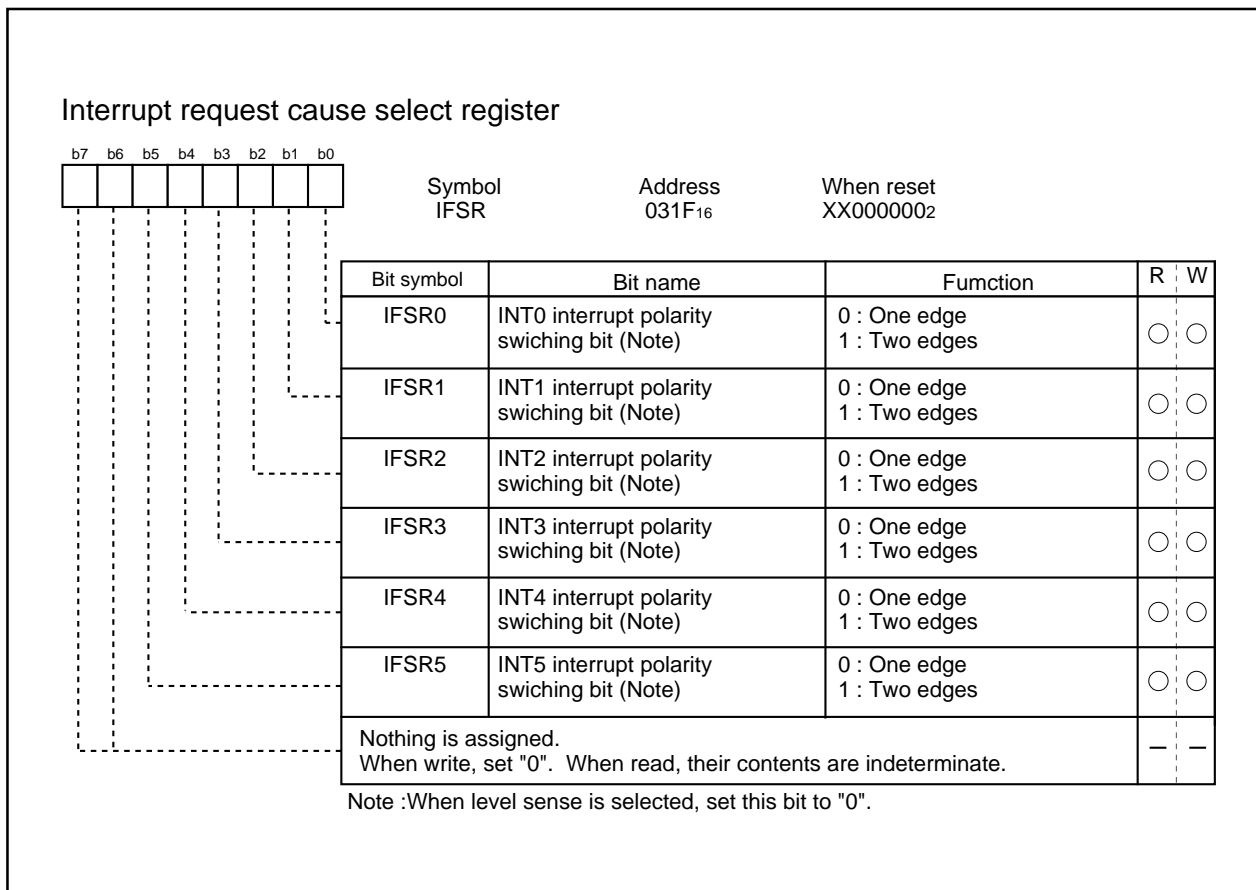 Interrupt request cause select register
b7 b6 b5 b4 b3 b2 b1 b0
Symbol Address When reset
IFSR 031F16 XX0000002
Bit symbol Bit name Fumction R W
IFSR0 INT0 interrupt polarity 0 : One edge
swiching bit (Note) 1 : Two edges
IFSR1 INT1 interrupt polarity 0 : One edge
swiching bit (Note) 1 : Two edges
IFSR2 INT2 interrupt polarity 0 : One edge
swiching bit (Note) 1 : Two edges
IFSR3 INT3 interrupt polarity 0 : One edge
swiching bit (Note) 1 : Two edges
IFSR4 INT4 interrupt polarity 0 : One edge
swiching bit (Note) 1 : Two edges
IFSR5 INT5 interrupt polarity 0 : One edge
swiching bit (Note) 1 : Two edges
Nothing is assigned.
When write, set "0". When read, their contents are indeterminate. – –
Note :When level sense is selected, set this bit to "0".